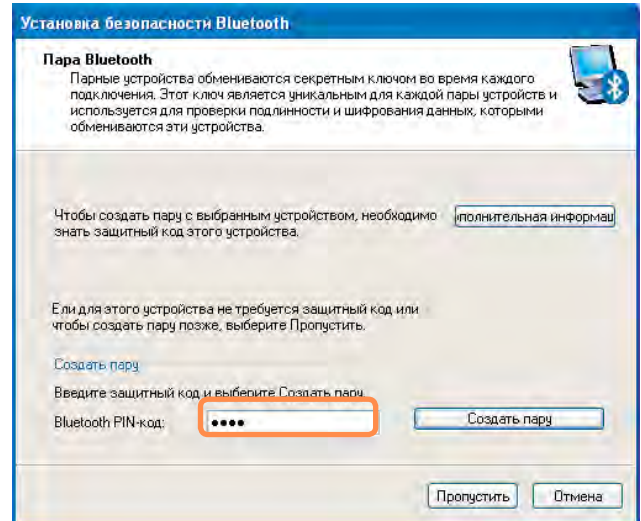 Установка безопасности Bluetooth
Пара Bluetooth
Парные устройства обмениваются секретным ключом во время каждого
подключения. Этот ключ является уникальным для каждой пары устройств и
используется для проверки подлинности и шифрования данных, которыми
обмениваются эти устройства.
Чтобы создать пару с выбранным устройством, необходимо
знать защитный код этого устройства.
ополнительная информац
Ели для этого устройства не требуется защитный код или
чтобы создать пару позже, выберите Пропустить.
Создать пару
Введите защитный код и выберите Создать пару
Bluetooth PIN-код: ●●●● Создать пару
Пропустить Отмена